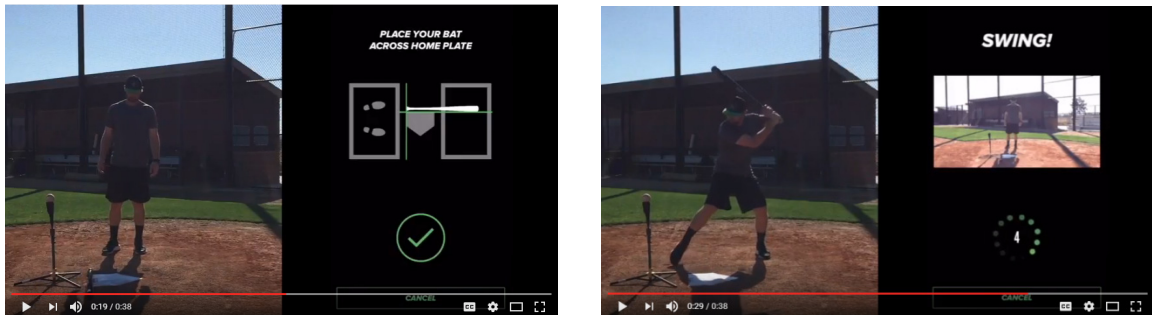 PLACE YOUR BAT
ACROSS HOME PLATE
CANCEL
0:19 / 0:38
CC
SWING!
4
CANCEL
0:29 / 0:38
CC